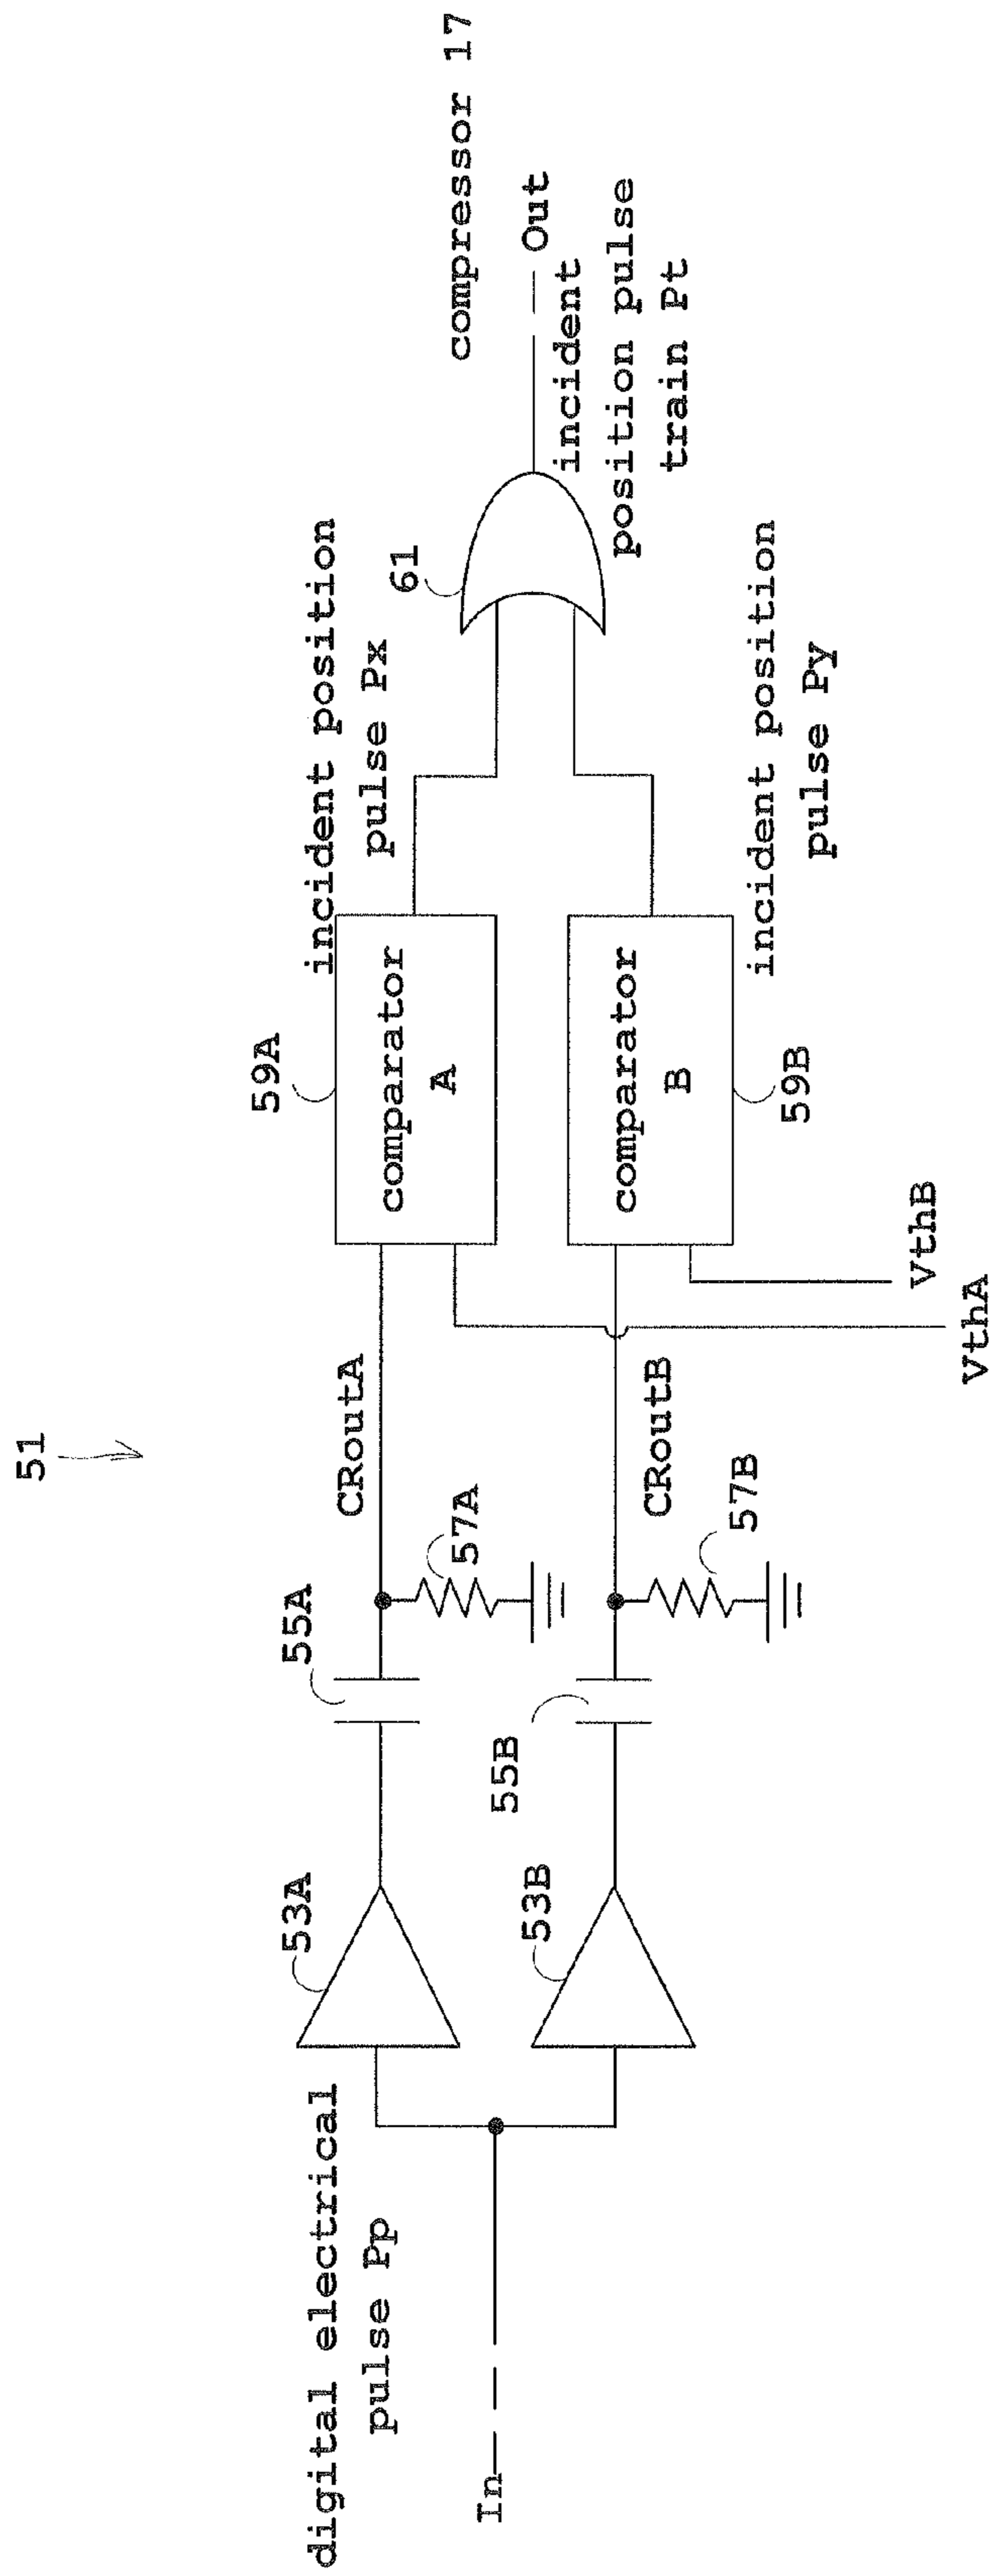 51
digital electrical
pulse Pp
In
53A
53B
55A
55B
57A
57B
CRoutA
CRoutB
VthA
VthB
59A
comparator
A
comparator
B
59B
incident position
pulse Px
incident position
pulse Py
61
compressor 17
Out
incident
position pulse
train Pt